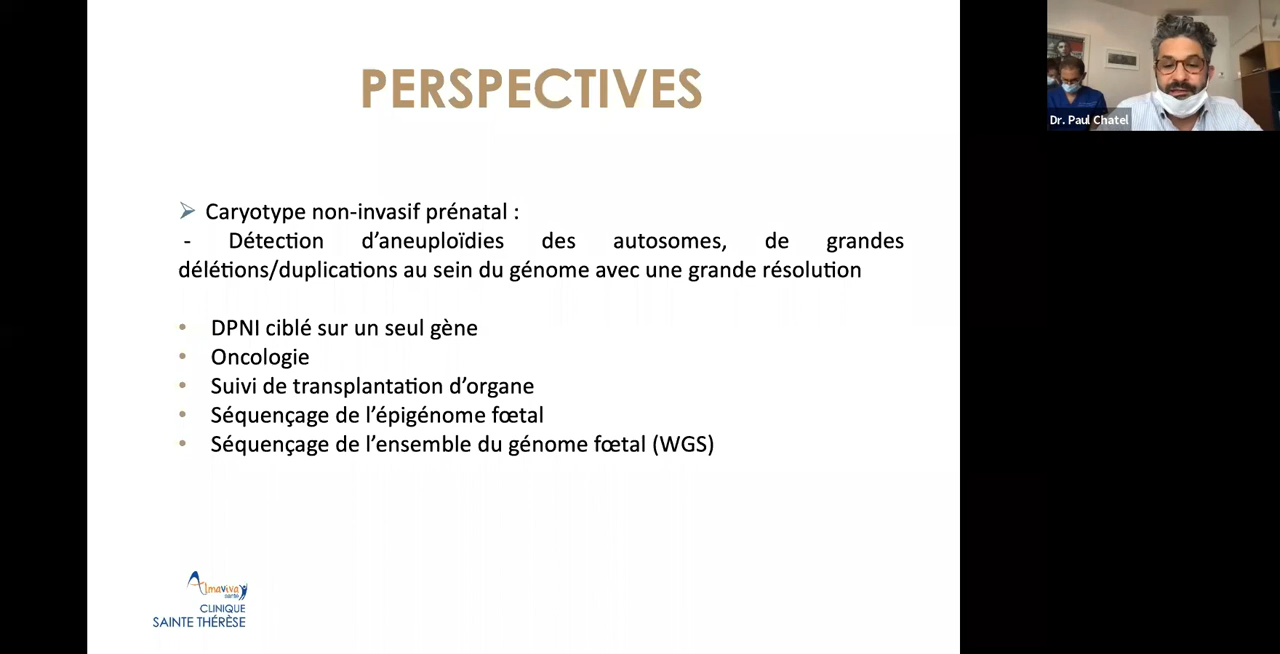 PERSPECTIVES
Caryotype non-invasif prénatal :
- Détection d’aneuploïdies des autosomes, de grandes
délétions/duplications au sein du génome avec une grande résolution
• DPNI ciblé sur un seul gène
• Oncologie
• Suivi de transplantation d’organe
• Séquençage de l’épigénome fœtal
• Séquençage de l’ensemble du génome fœtal (WGS)
Almaviva
santé
CLINIQUE
SAINTE THÉRÈSE
Dr. Paul Chatel